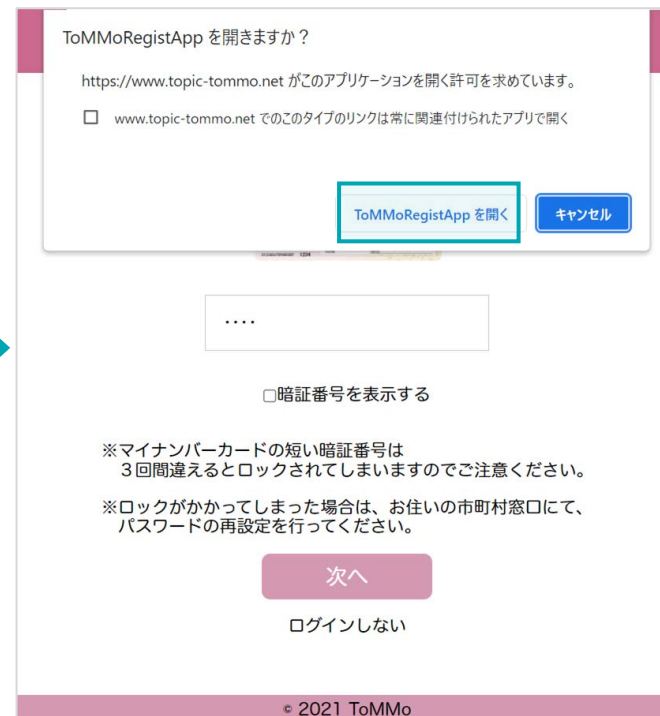 ToMMoRegistApp を開きますか？
https://www.topic-tommo.net がこのアプリケーションを開く許可を求めています。
www.topic-tommo.net でのこのタイプのリンクは常に関連付けられたアプリで開く
ToMMoRegistApp を開く
キャンセル
1234
....
暗証番号を表示する
※マイナンバーカードの短い暗証番号は
３回間違えるとロックされてしまいますのでご注意ください。
※ロックがかかってしまった場合は、お住いの市町村窓口にて、
パスワードの再設定を行ってください。
次へ
ログインしない
© 2021 ToMMo